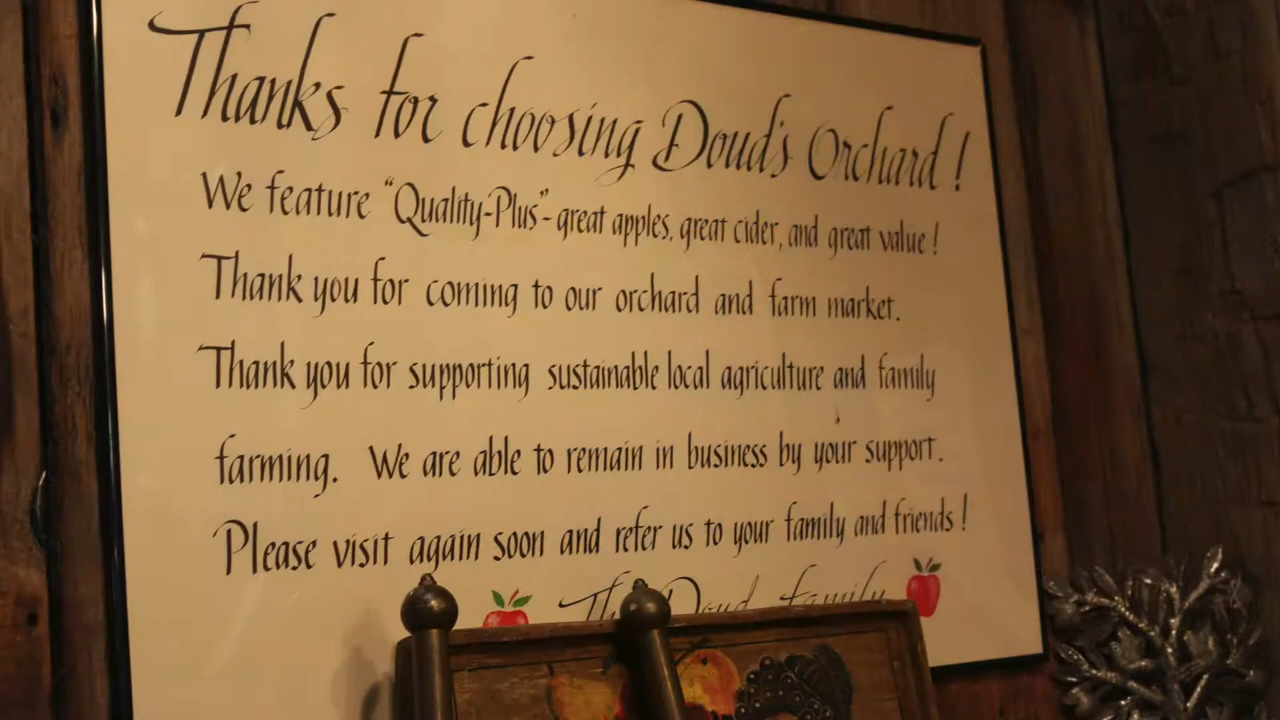 Thanks for choosing Doud's Orchard!
We feature "Quality-Plus"-great apples, great cider, and great value!
Thank you for coming to our orchard and farm market.
Thank you for supporting sustainable local agriculture and family
farming. We are able to remain in business by your support.
Please visit again soon and refer us to your family and friends!
The Doud family